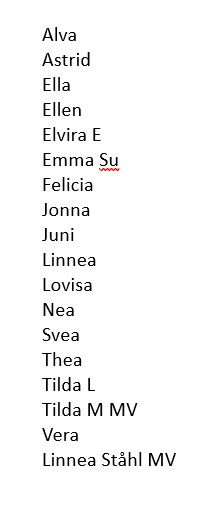 Alva
Astrid
Ella
Ellen
Elvira E
Emma Su
Felicia
Jonna
Juni
Linnea
Lovisa
Nea
Svea
Thea
Tilda L
Tilda M MV
Vera
Linnea Ståhl MV